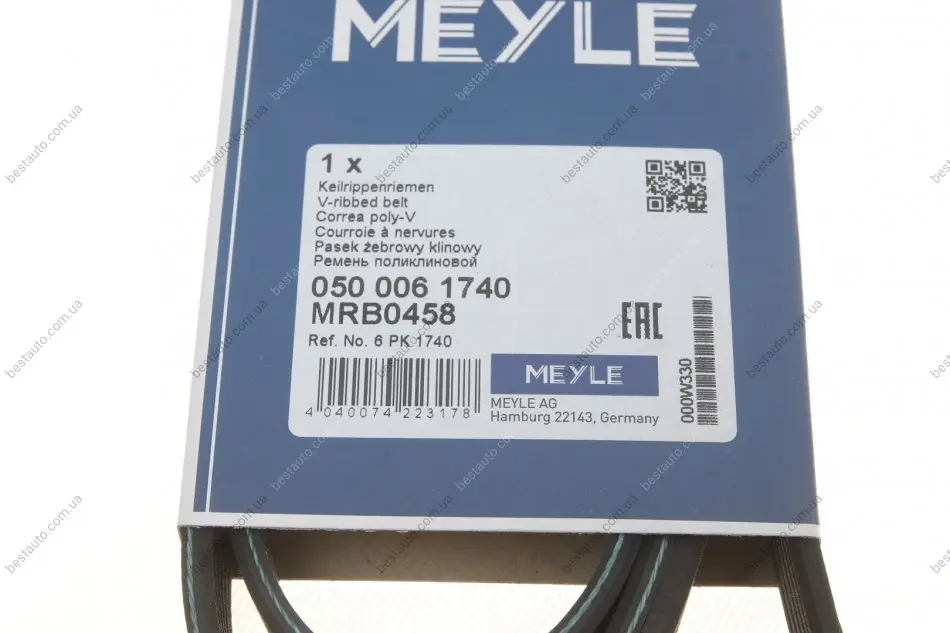 MEYLE
1 x
Keilrippenriemen
V-ribbed belt
Correa poly-V
Courroie à nervures
Pasek żebrowy klinowy
Ремень поликлиновой
050 006 1740
MRB0458
Ref. No. 6 PK 1740
EAC
MEYLE
4 040074 223178
MEYLE AG
Hamburg 22143, Germany
000W330
bestauto.com.ua